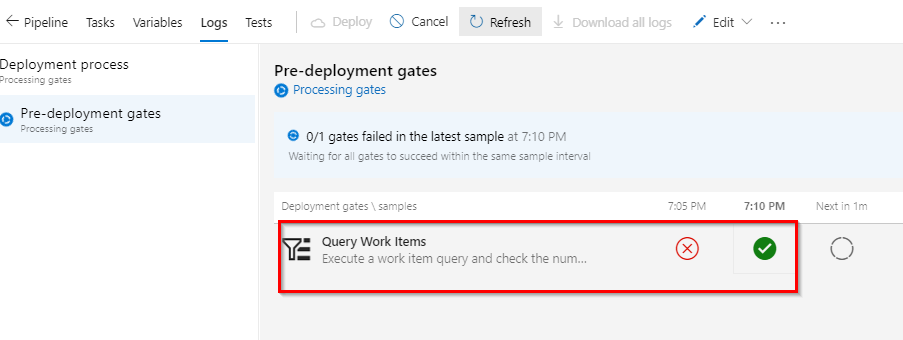 Pipeline Tasks Variables Logs Tests Deploy Cancel Refresh Download all logs Edit
Deployment process
Processing gates
Pre-deployment gates
Processing gates
Pre-deployment gates
Processing gates
0/1 gates failed in the latest sample at 7:10 PM
Waiting for all gates to succeed within the same sample interval
Deployment gates \ samples 7:05 PM 7:10 PM Next in 1m
Query Work Items
Execute a work item query and check the num...